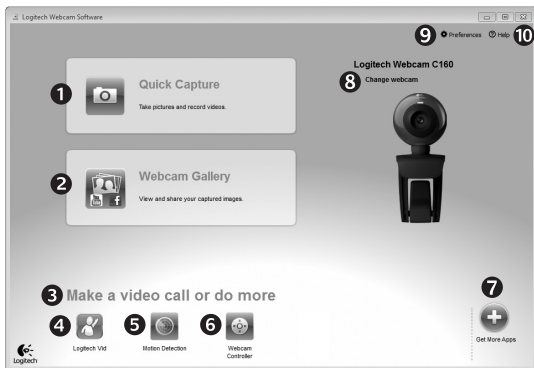 Logitech Webcam Software
9 Preferences Help 10
Logitech Webcam C160
8 Change webcam
1 Quick Capture
Take pictures and record videos.
2 Webcam Gallery
You Tube f
View and share your captured images.
3 Make a video call or do more
4 5 6 7
Logitech Vid Motion Detection Webcam Controller Get More Apps
Logitech